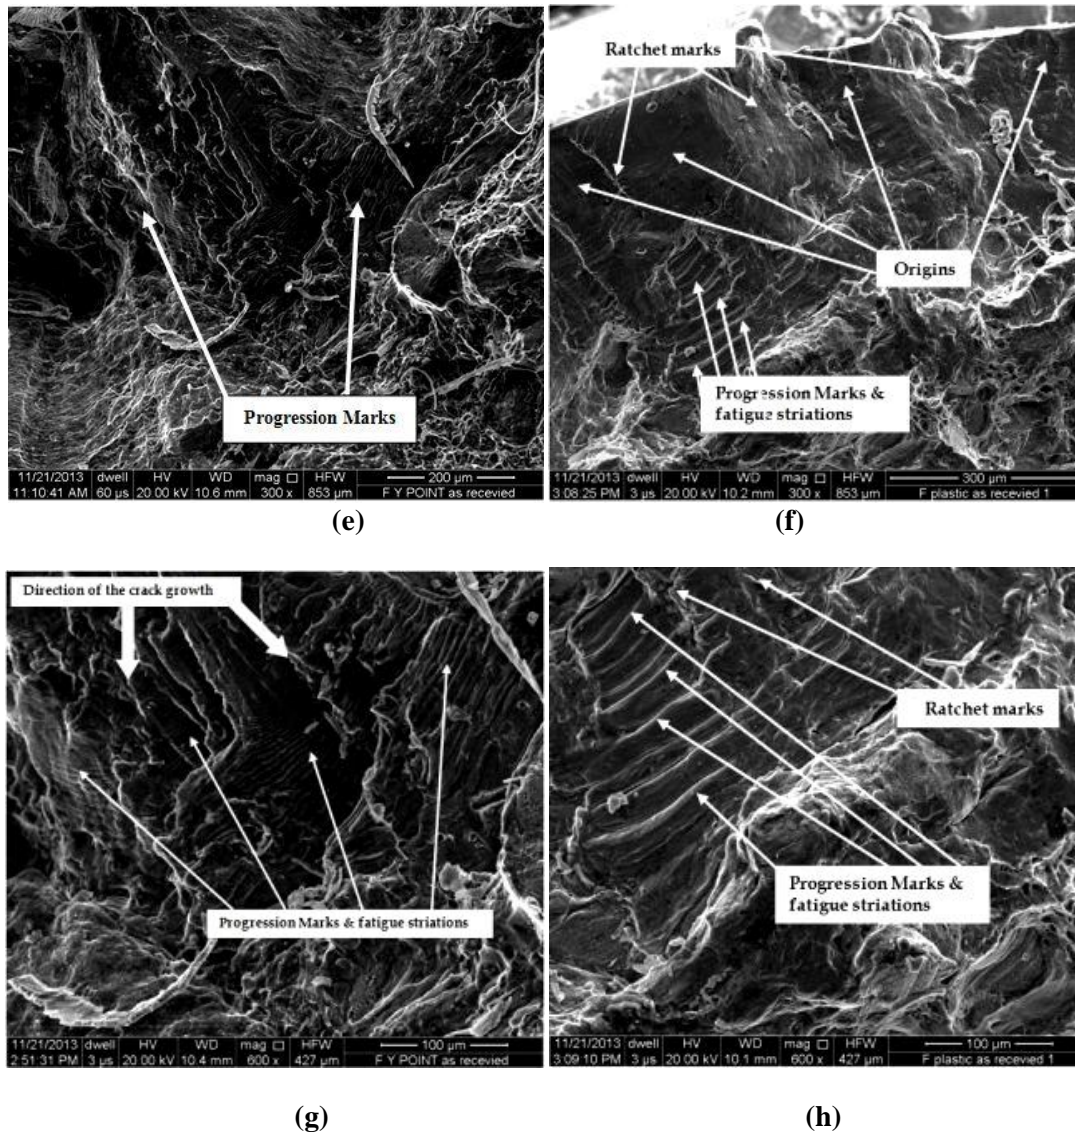 Progression Marks
11/21/2013 dwell HV WD mag □ HFW 200 µm
11:10:41 AM 60 µs 20.00 kV 10.6 mm 300 x 853 µm F Y POINT as recevied
(e)
Ratchet marks
Origins
Progression Marks &
fatigue striations
11/21/2013 dwell HV WD mag □ HFW 300 µm
3:08:25 PM 3 µs 20.00 kV 10.2 mm 300 x 853 µm F plastic as recevied 1
(f)
Direction of the crack growth
Progression Marks & fatigue striations
11/21/2013 dwell HV WD mag □ HFW 100 µm
2:51:31 PM 3 µs 20.00 kV 10.4 mm 600 x 427 µm F Y POINT as recevied
(g)
Ratchet marks
Progression Marks &
fatigue striations
11/21/2013 dwell HV WD mag □ HFW 100 µm
3:09:10 PM 3 µs 20.00 kV 10.1 mm 600 x 427 µm F plastic as recevied 1
(h)